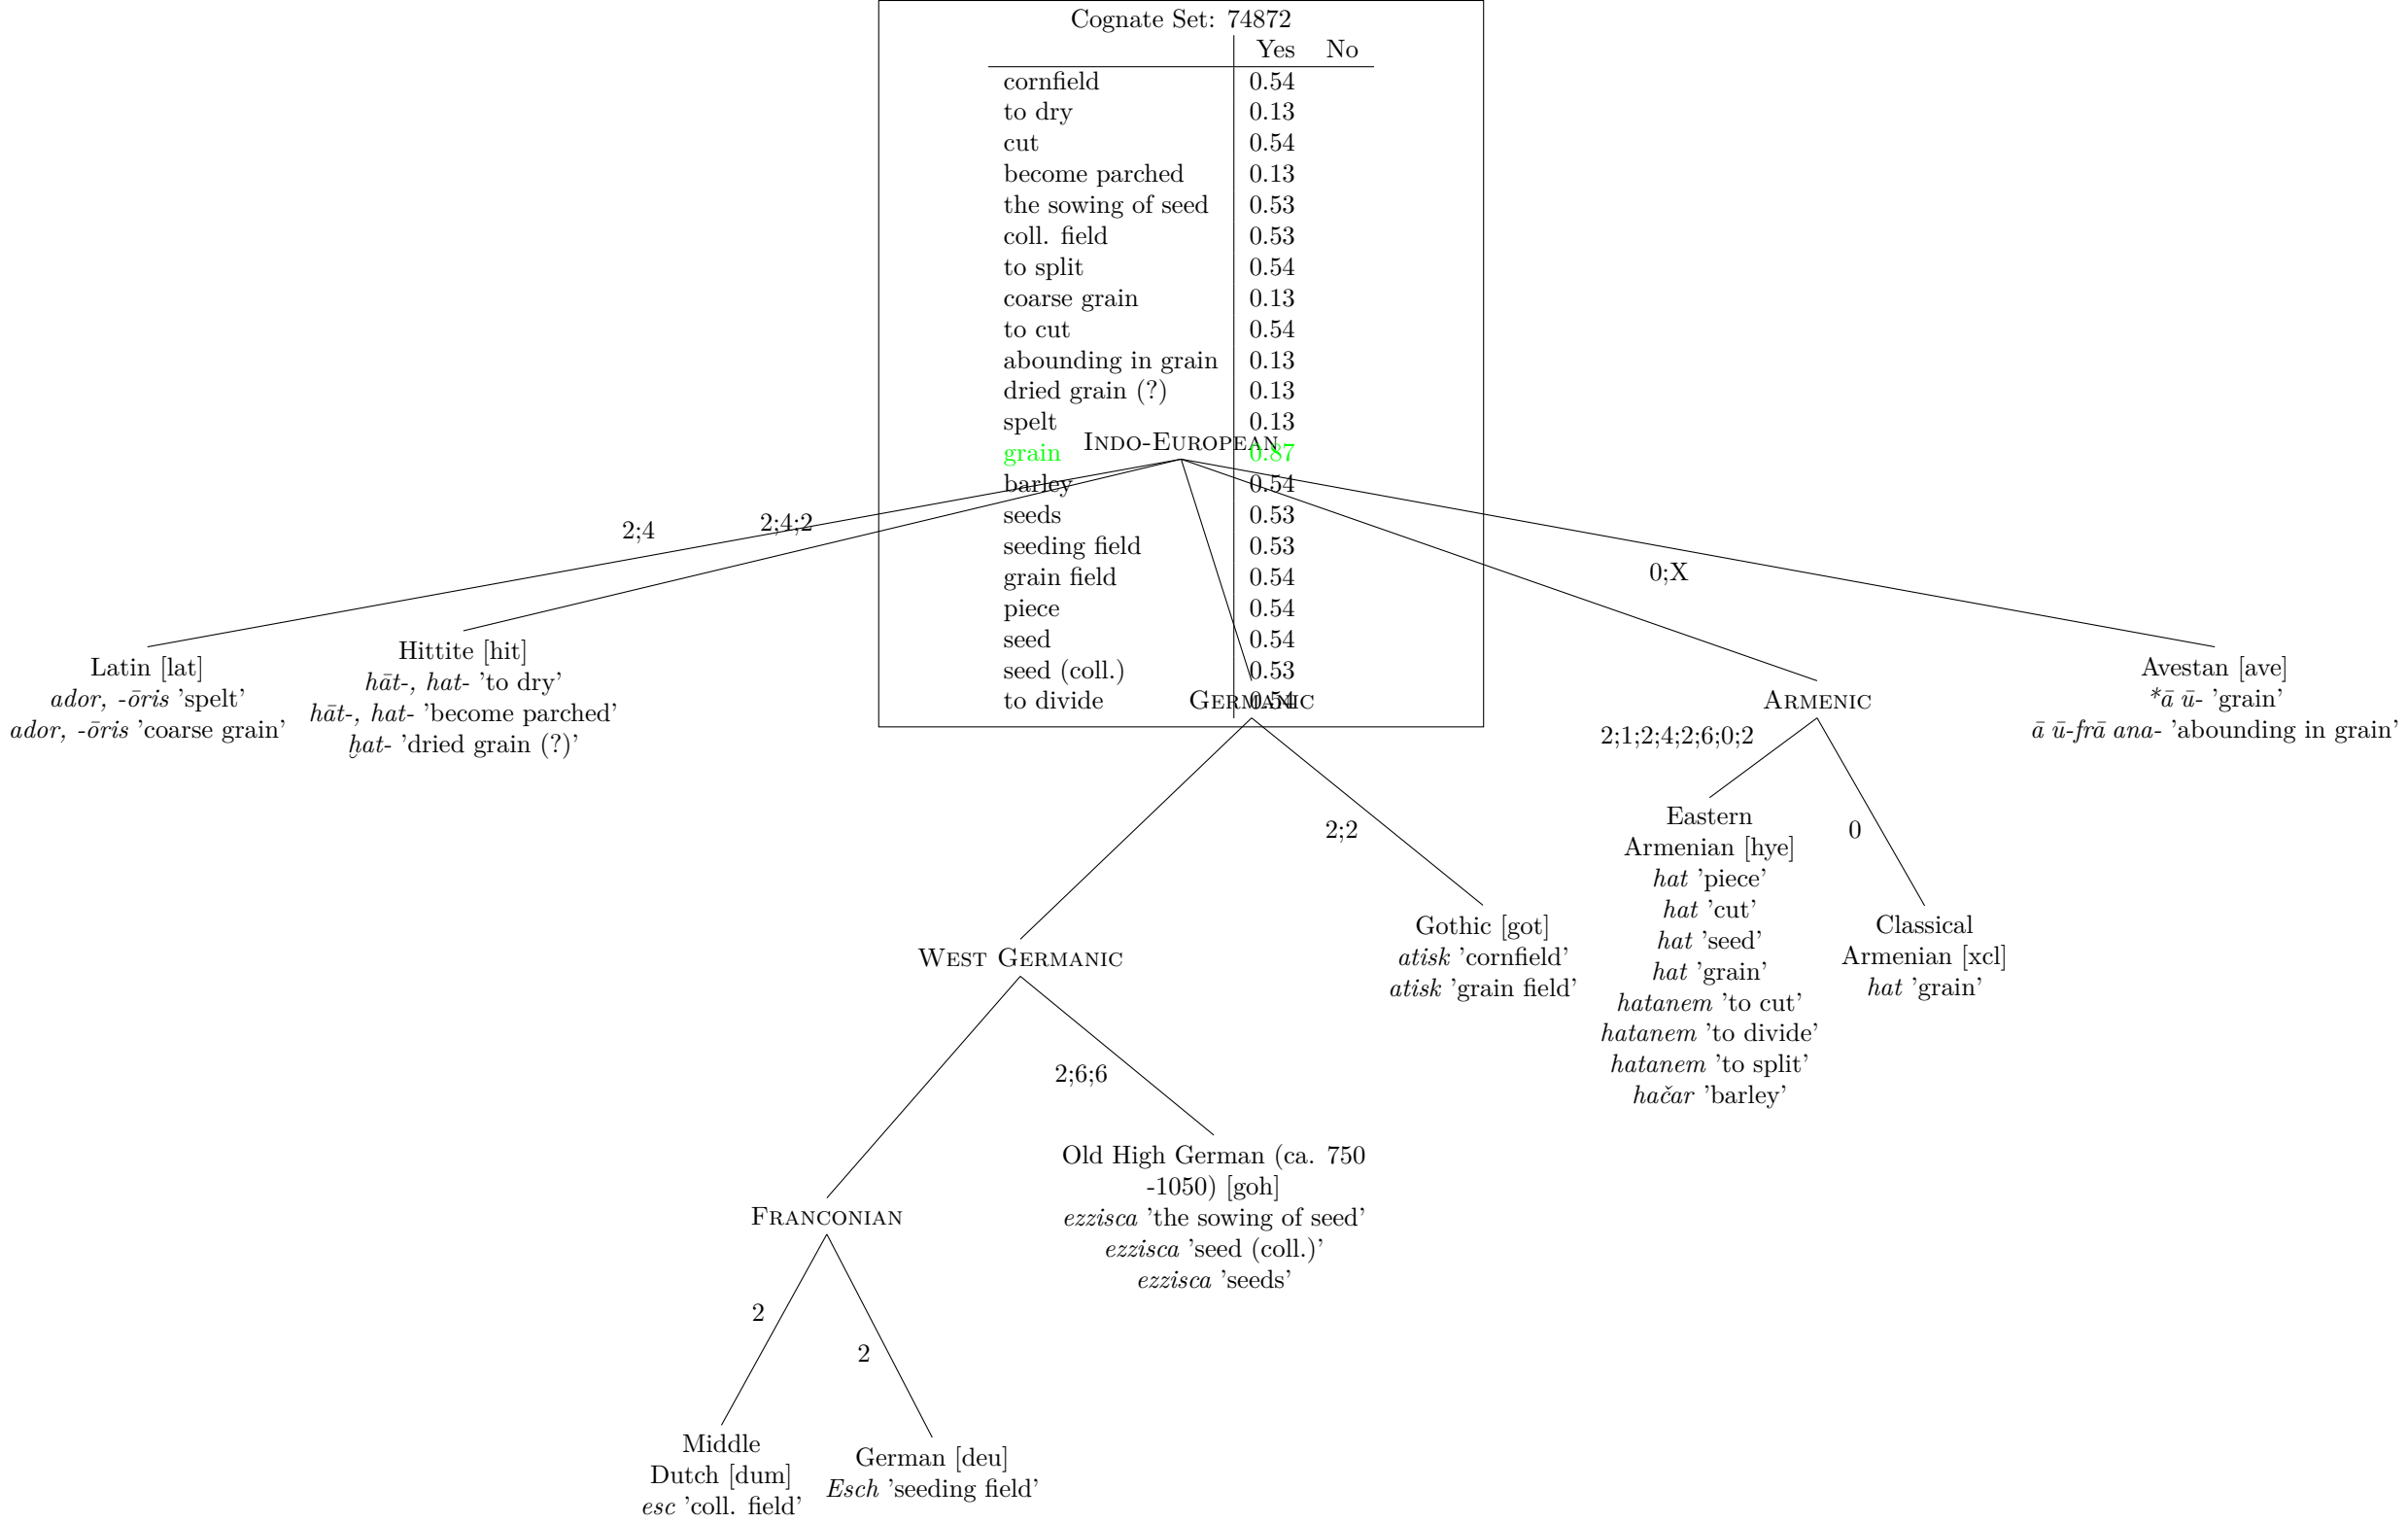 Cognate Set: 74872
Yes No
cornfield 0.54
to dry 0.13
cut 0.54
become parched 0.13
the sowing of seed 0.53
coll. field 0.53
to split 0.54
coarse grain 0.13
to cut 0.54
abounding in grain 0.13
dried grain (?) 0.13
spelt 0.13
Indo-European
grain 0.87
barley 0.54
seeds 0.53
seeding field 0.53
grain field 0.54
piece 0.54
seed 0.54
seed (coll.) 0.53
to divide 0.54
2;4
2;4;2
0;X
Latin [lat]
ador, -ōris 'spelt'
ador, -ōris 'coarse grain'
Hittite [hit]
hāt-, hat- 'to dry'
hāt-, hat- 'become parched'
ḫat- 'dried grain (?)'
Germanic
Armenic
Avestan [ave]
*ā ū- 'grain'
ā ū-frā ana- 'abounding in grain'
2;1;2;4;2;6;0;2
2;2
0
Eastern
Armenian [hye]
hat 'piece'
hat 'cut'
hat 'seed'
hat 'grain'
hatanem 'to cut'
hatanem 'to divide'
hatanem 'to split'
hačar 'barley'
Classical
Armenian [xcl]
hat 'grain'
West Germanic
Gothic [got]
atisk 'cornfield'
atisk 'grain field'
2;6;6
Franconian
Old High German (ca. 750
-1050) [goh]
ezzisca 'the sowing of seed'
ezzisca 'seed (coll.)'
ezzisca 'seeds'
2
2
Middle
Dutch [dum]
esc 'coll. field'
German [deu]
Esch 'seeding field'